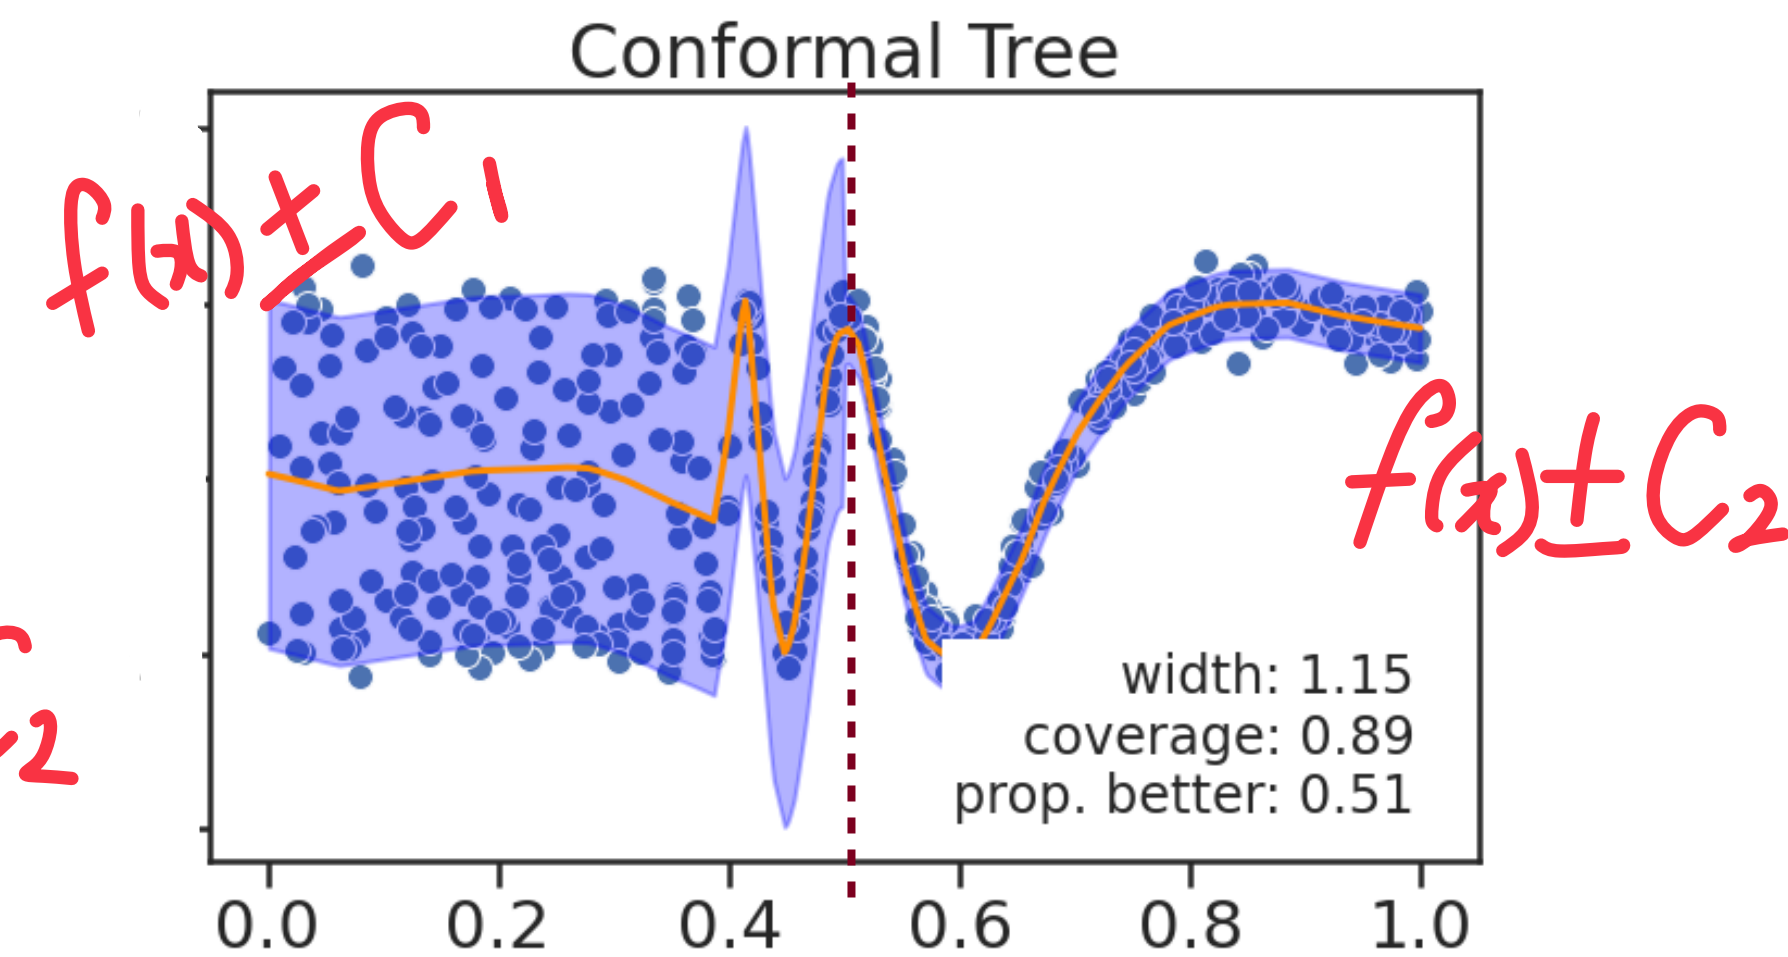 Conformal Tree
f(x) ± C1
f(x) ± C2
2
width: 1.15
coverage: 0.89
prop. better: 0.51
0.0 0.2 0.4 0.6 0.8 1.0